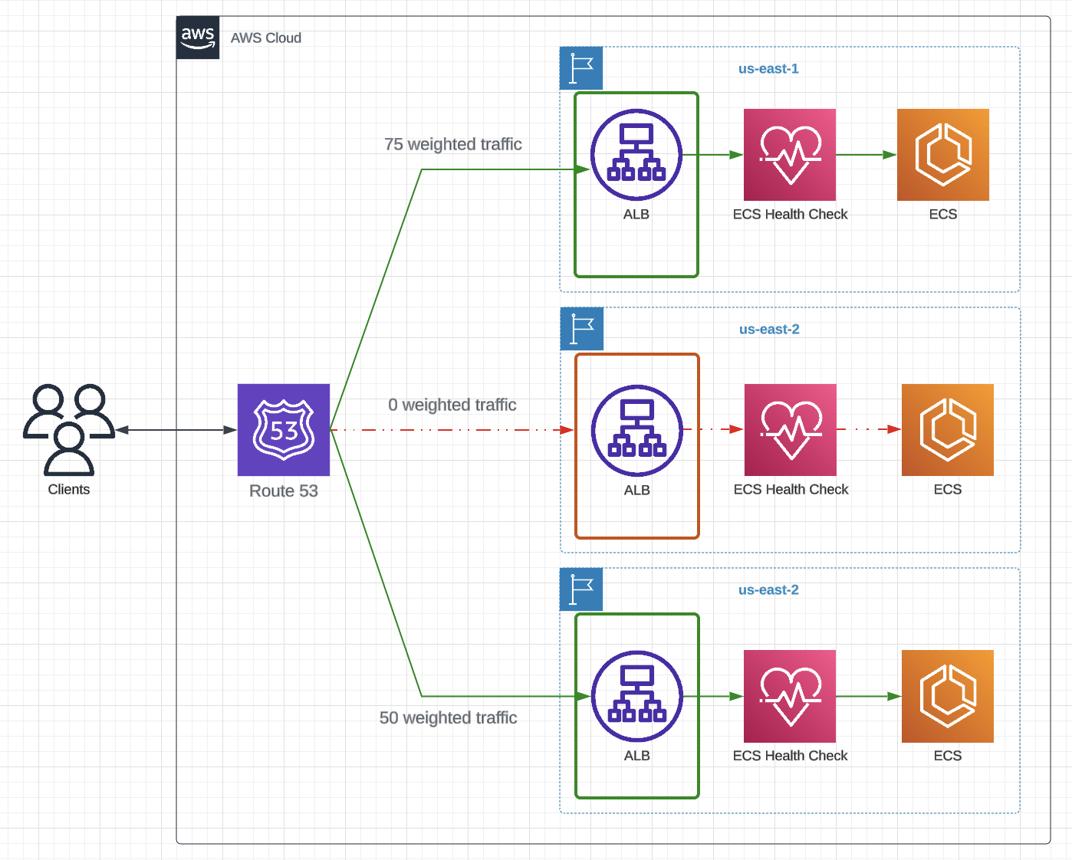 aws
AWS Cloud
us-east-1
75 weighted traffic
ALB
ECS Health Check
ECS
us-east-2
0 weighted traffic
53
ALB
ECS Health Check
ECS
Clients
Route 53
us-east-2
50 weighted traffic
ALB
ECS Health Check
ECS